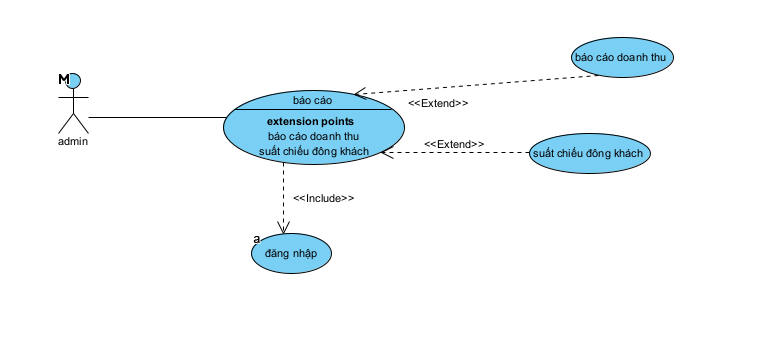 báo cáo doanh thu
M
báo cáo
<<Extend>>
extension points
báo cáo doanh thu
suất chiếu đông khách
admin
<<Extend>>
suất chiếu đông khách
<<Include>>
a
đăng nhập